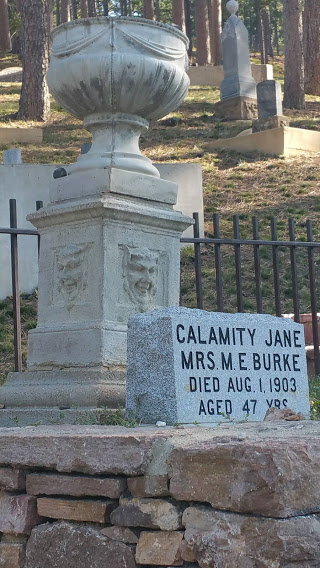 CALAMITY JANE
MRS. M. E. BURKE
DIED AUG. 1, 1903
AGED 47 YRS